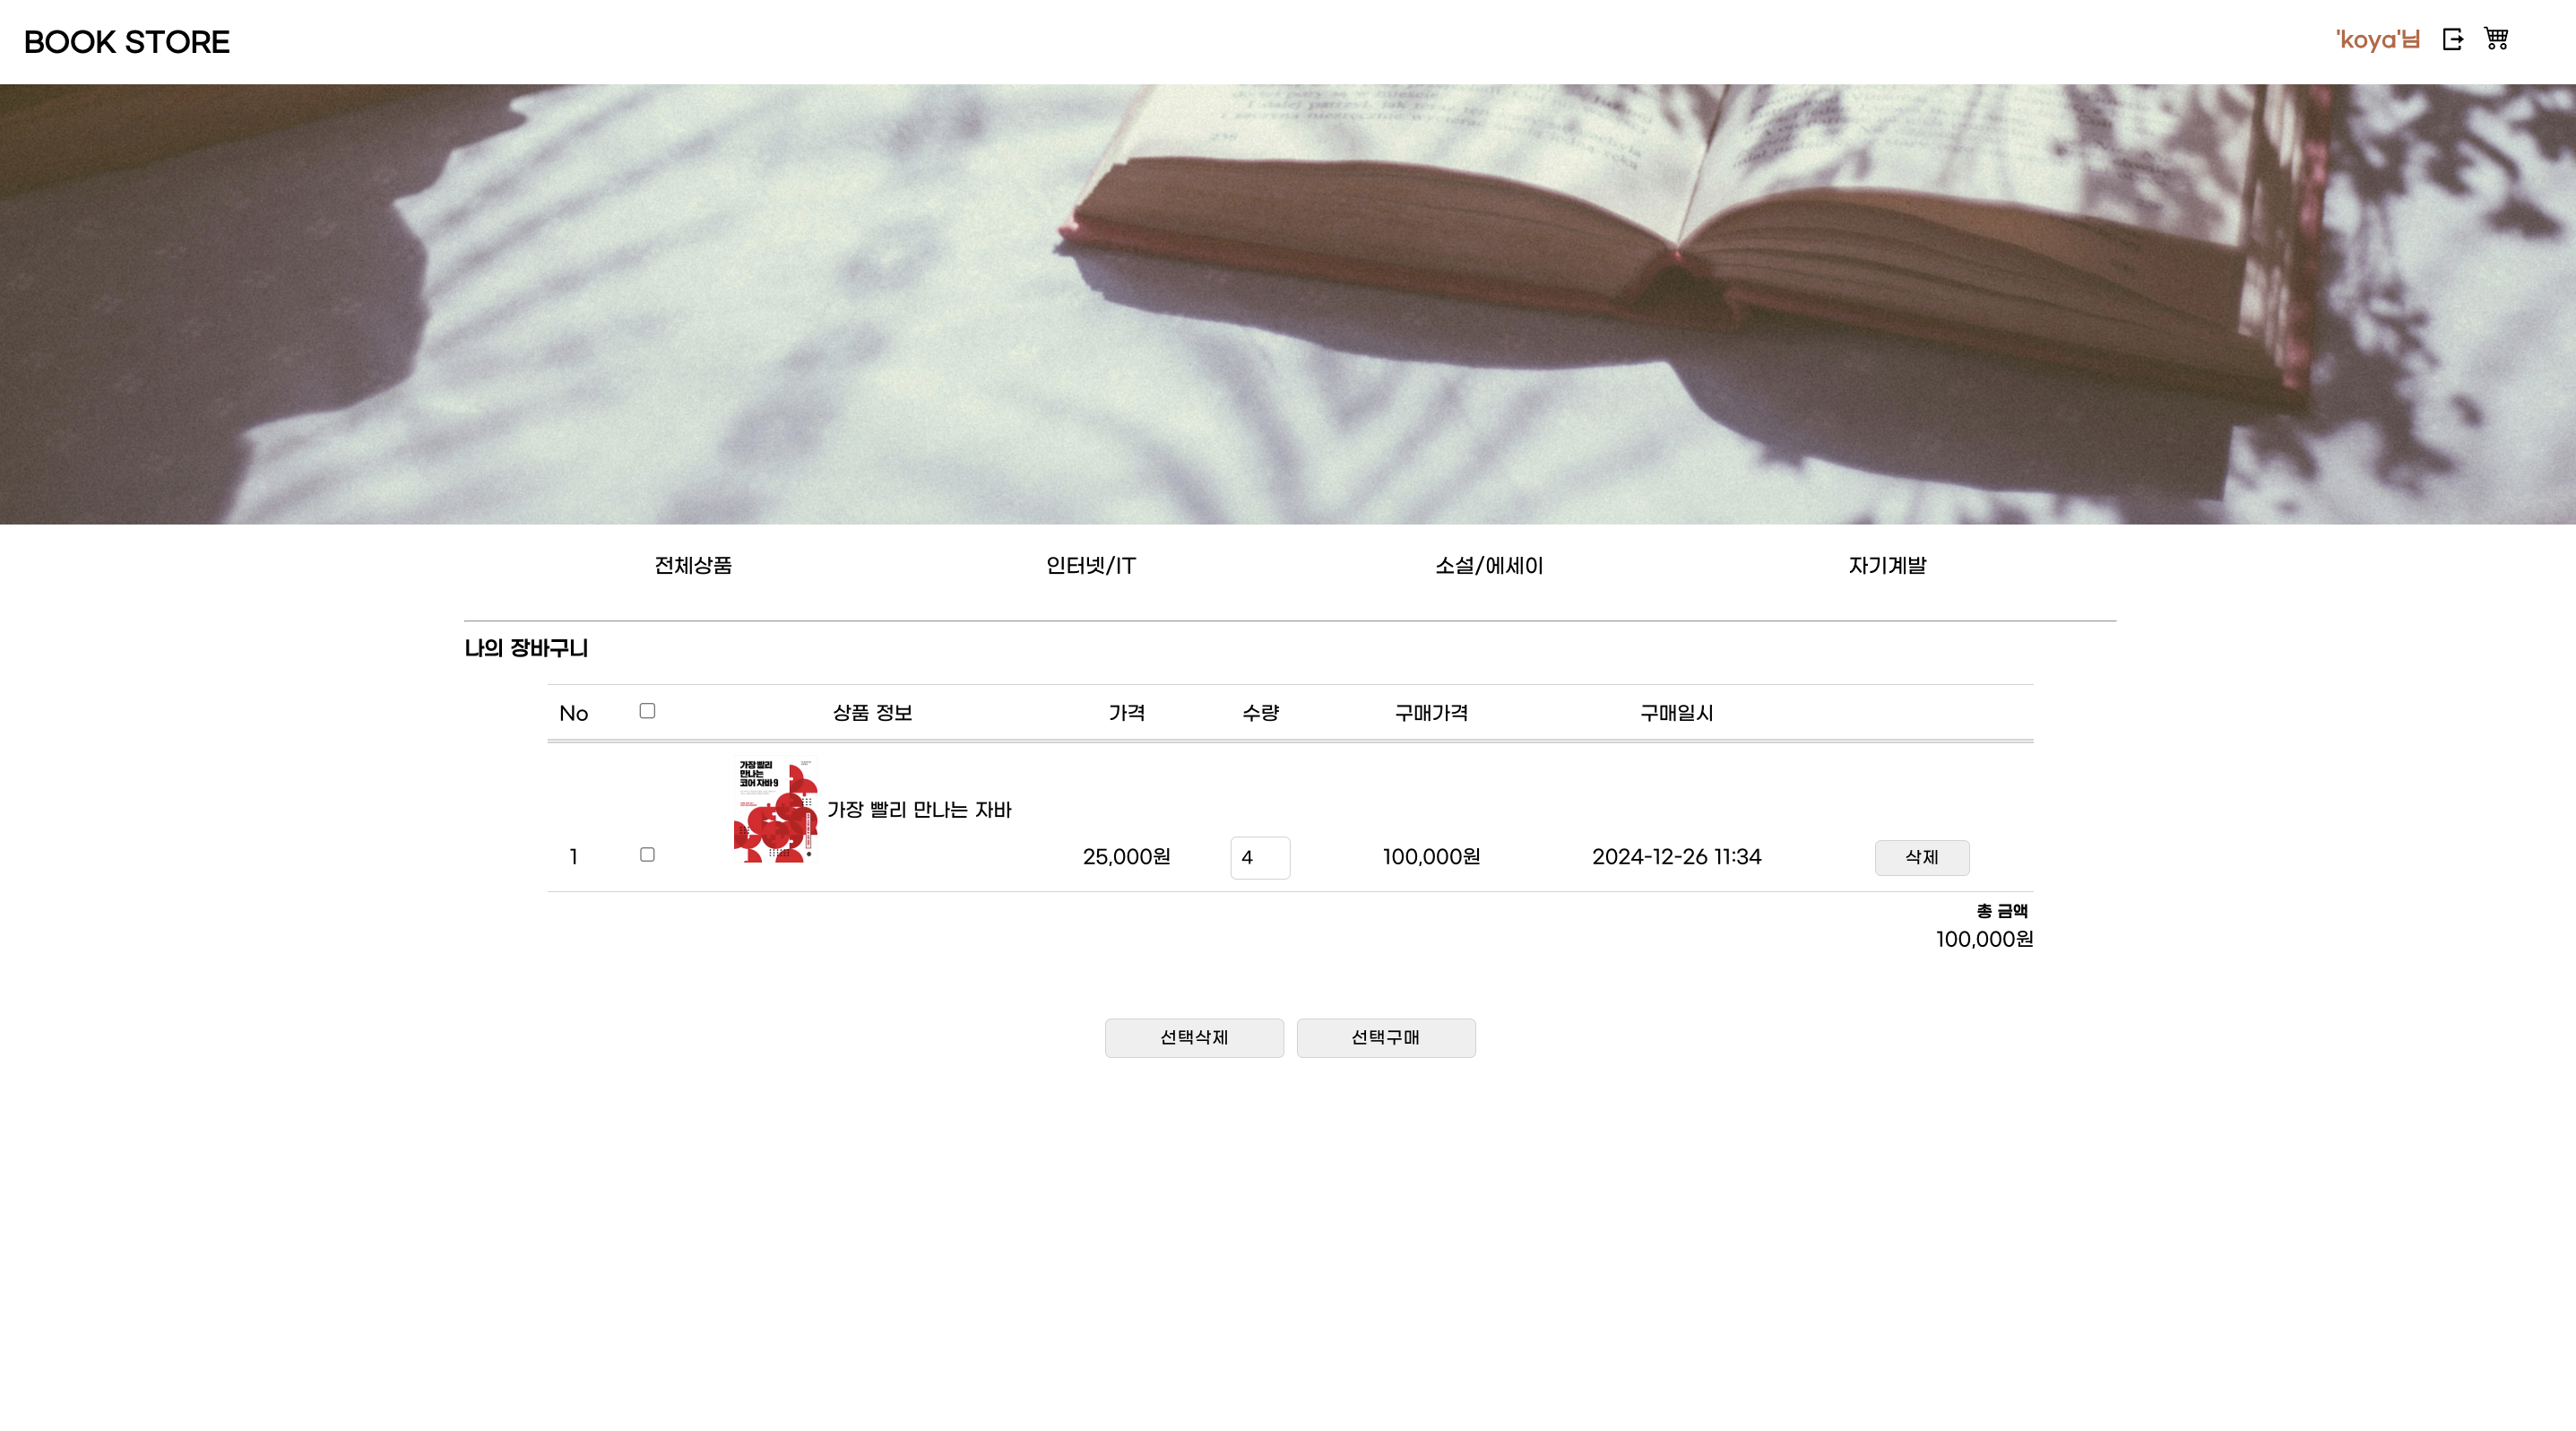 BOOK STORE
'koya'님
전체상품
인터넷/IT
소설/에세이
자기계발
나의 장바구니
No 상품 정보 가격 수량 구매가격 구매일시
가장 빨리
만나는
코어 자바 9
가장 빨리 만나는 자바
1 25,000원 4 100,000원 2024-12-26 11:34 삭제
총 금액
100,000원
선택삭제 선택구매